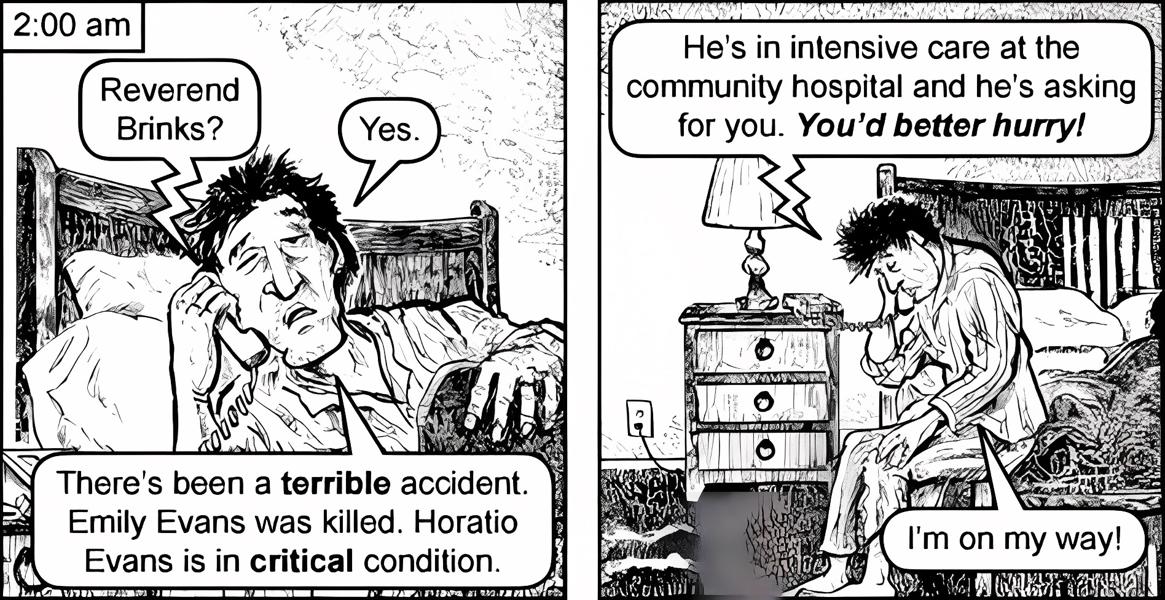 2:00 am
Reverend
Brinks?
Yes.
There's been a terrible accident.
Emily Evans was killed. Horatio
Evans is in critical condition.
He's in intensive care at the
community hospital and he's asking
for you. You'd better hurry!
I'm on my way!